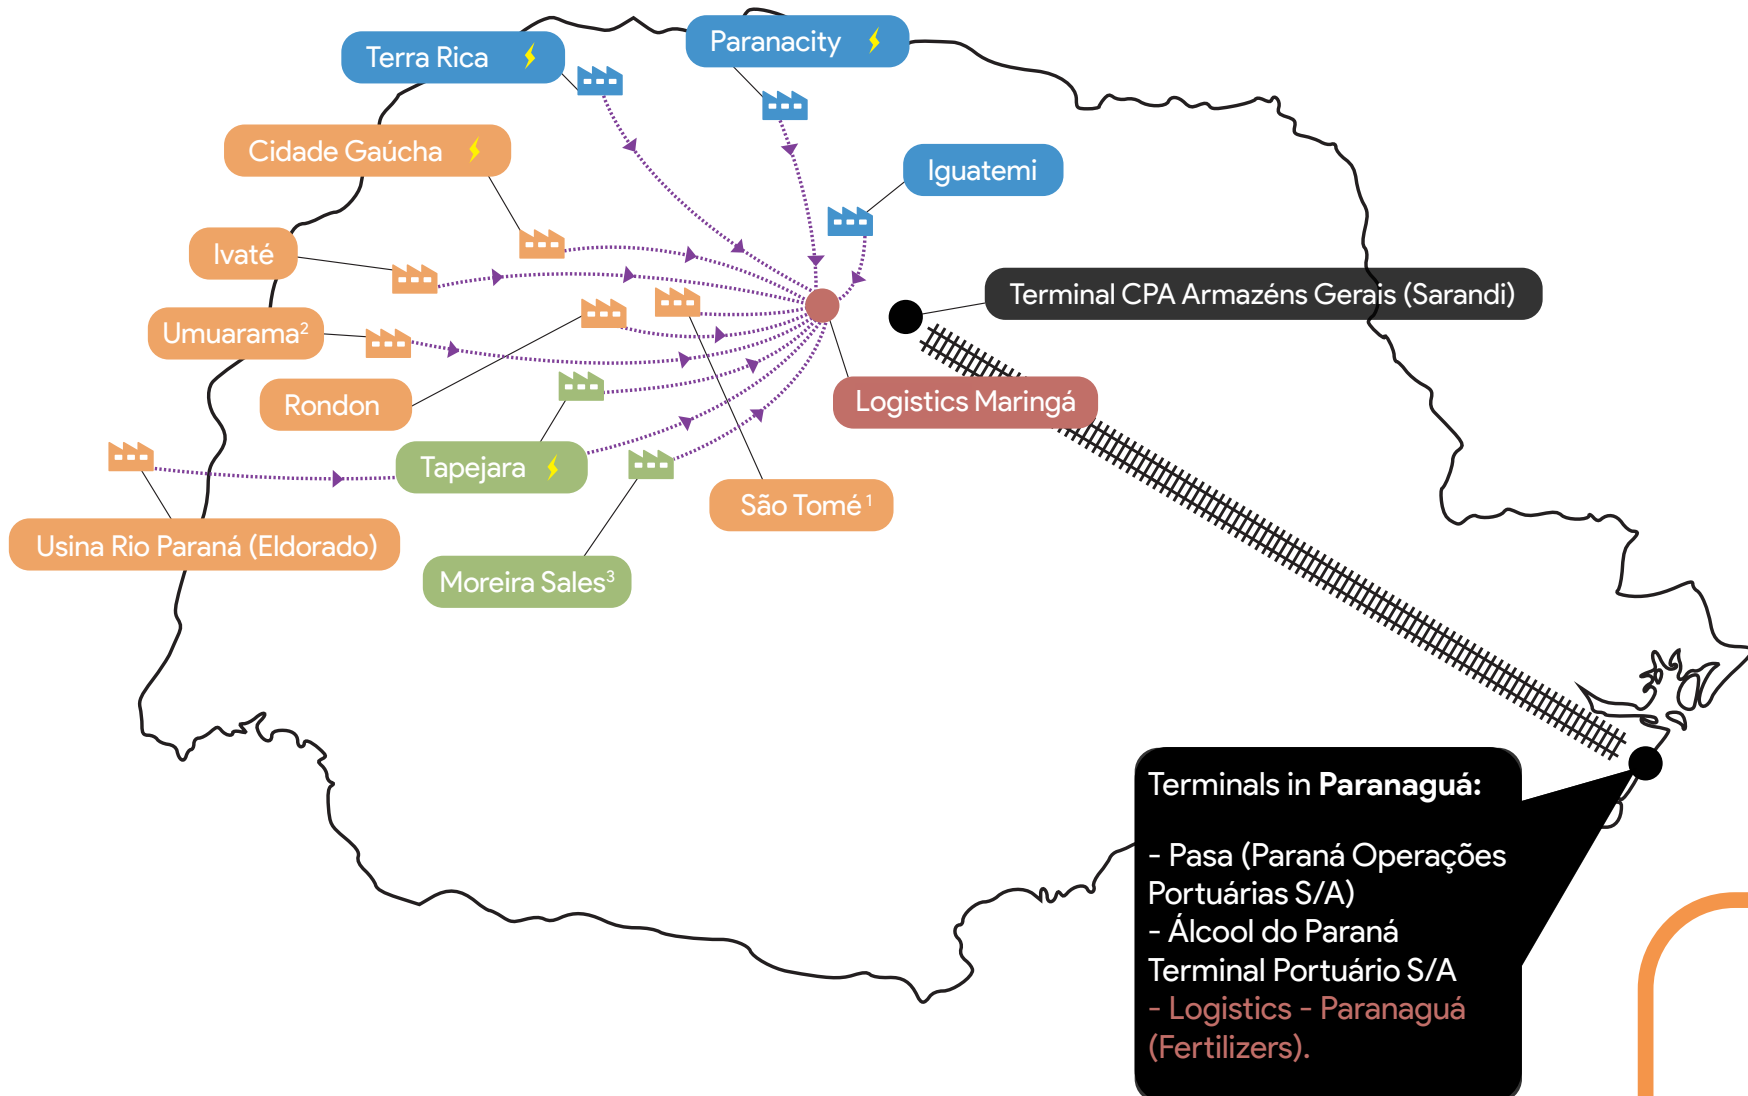 Terra Rica
Paranacity
Cidade Gaúcha
Iguatemi
Ivaté
Terminal CPA Armazéns Gerais (Sarandi)
Umuarama²
Rondon
Logistics Maringá
Tapejara
São Tomé ¹
Usina Rio Paraná (Eldorado)
Moreira Sales³
Terminals in Paranaguá:
- Pasa (Paraná Operações
Portuárias S/A)
- Álcool do Paraná
Terminal Portuário S/A
- Logistics - Paranaguá
(Fertilizers).